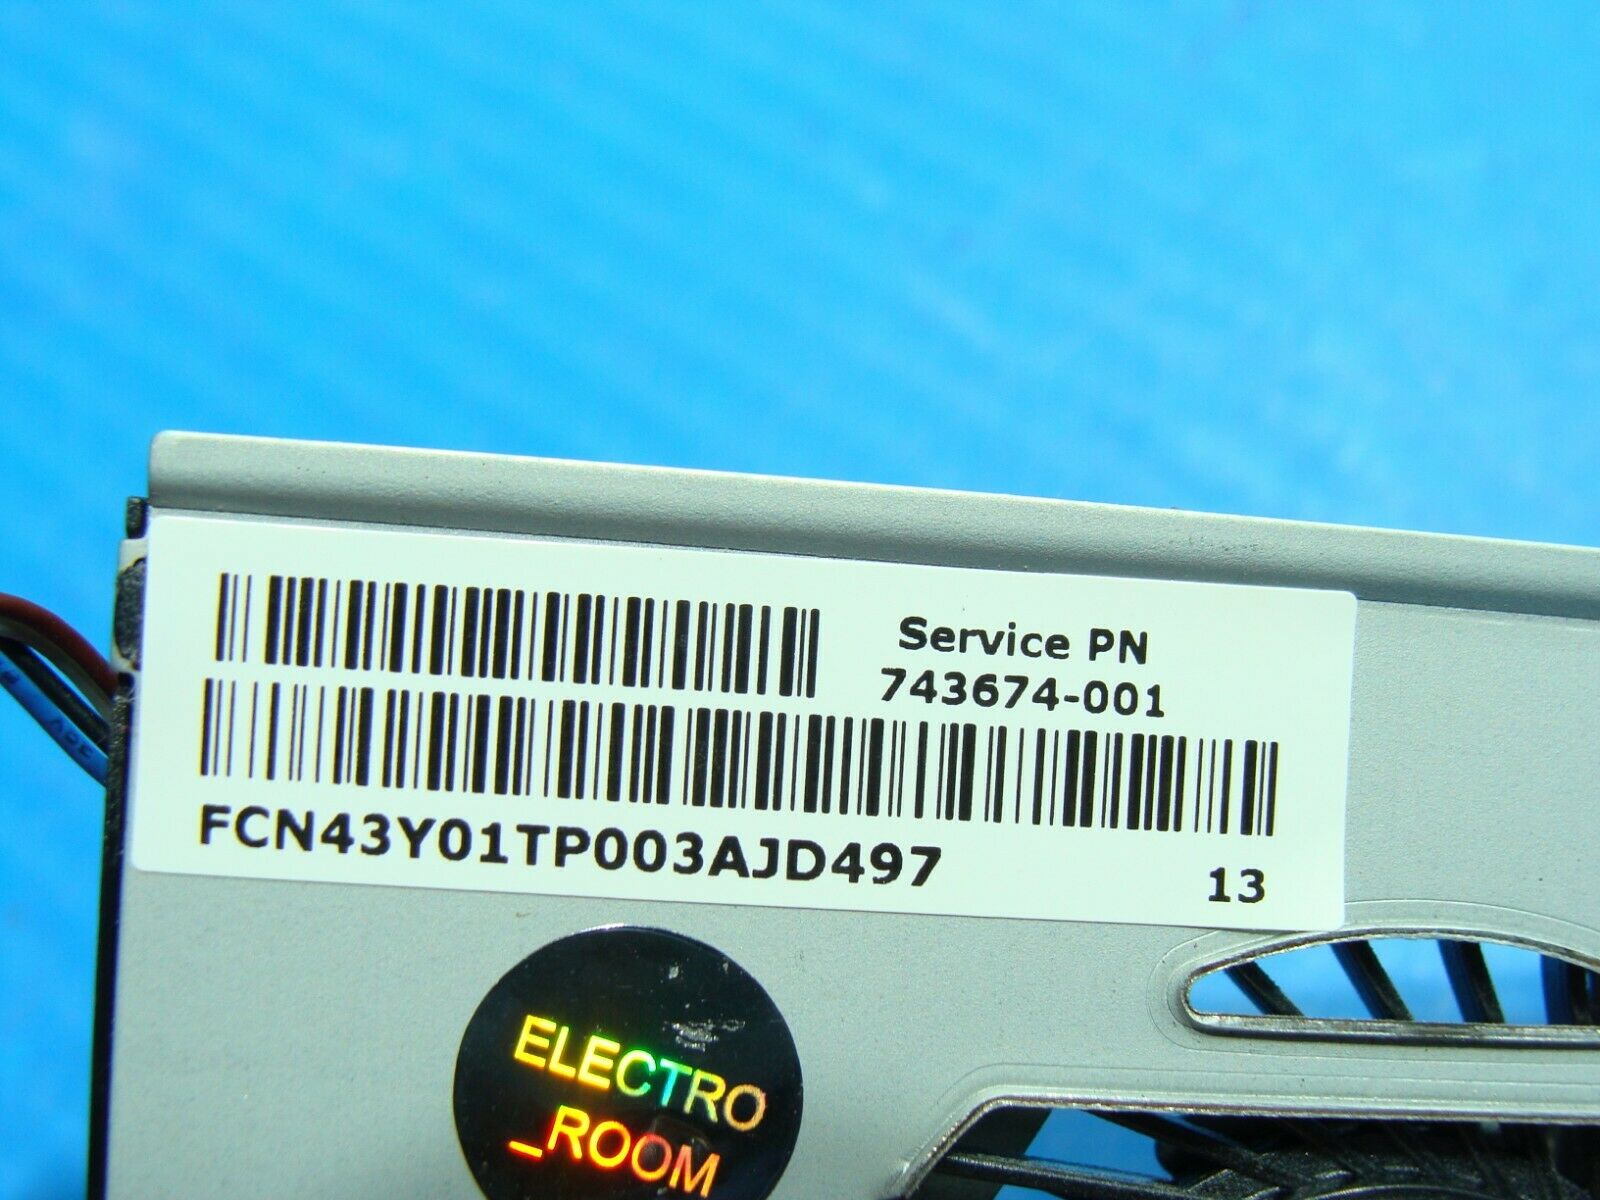 Service PN
743674-001
FCN43Y01TP003AJD497
13
ELECTRO
_ROOM